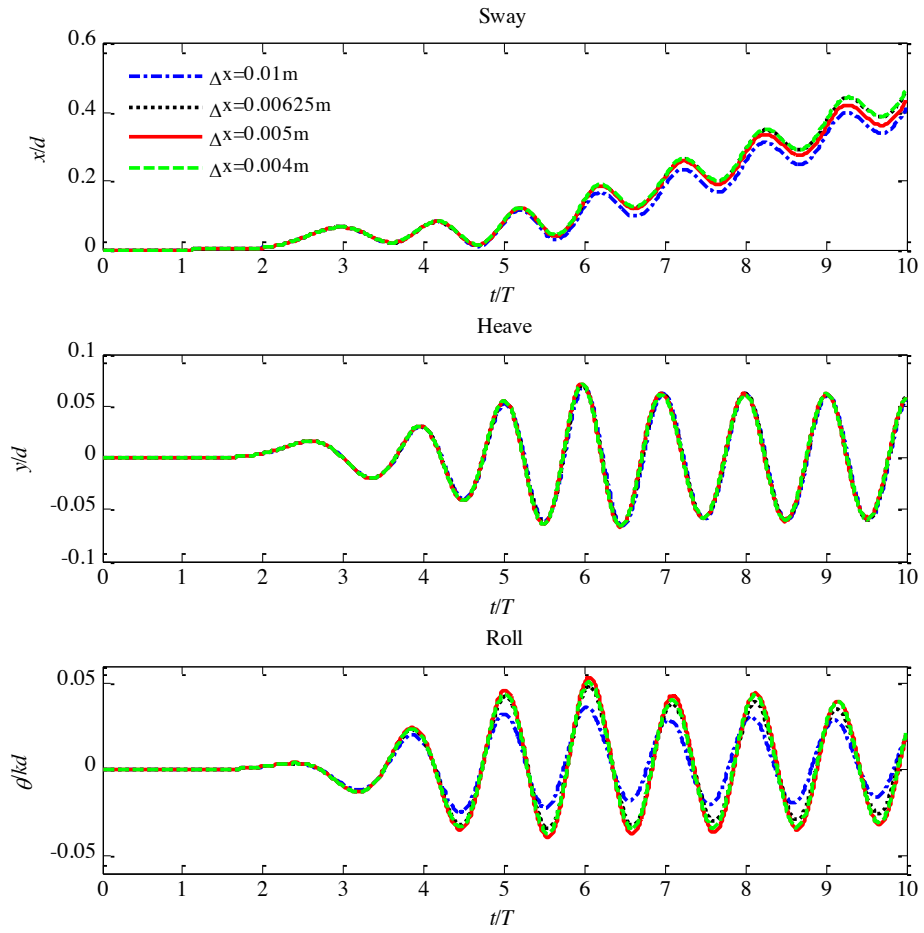 Sway
0.6
0.4
0.2
0
x/d
Δx=0.01m
Δx=0.00625m
Δx=0.005m
Δx=0.004m
0 1 2 3 4 5 6 7 8 9 10
t/T
Heave
0.1
0.05
0
-0.05
-0.1
y/d
0 1 2 3 4 5 6 7 8 9 10
t/T
Roll
0.05
0
-0.05
θ/kd
0 1 2 3 4 5 6 7 8 9 10
t/T